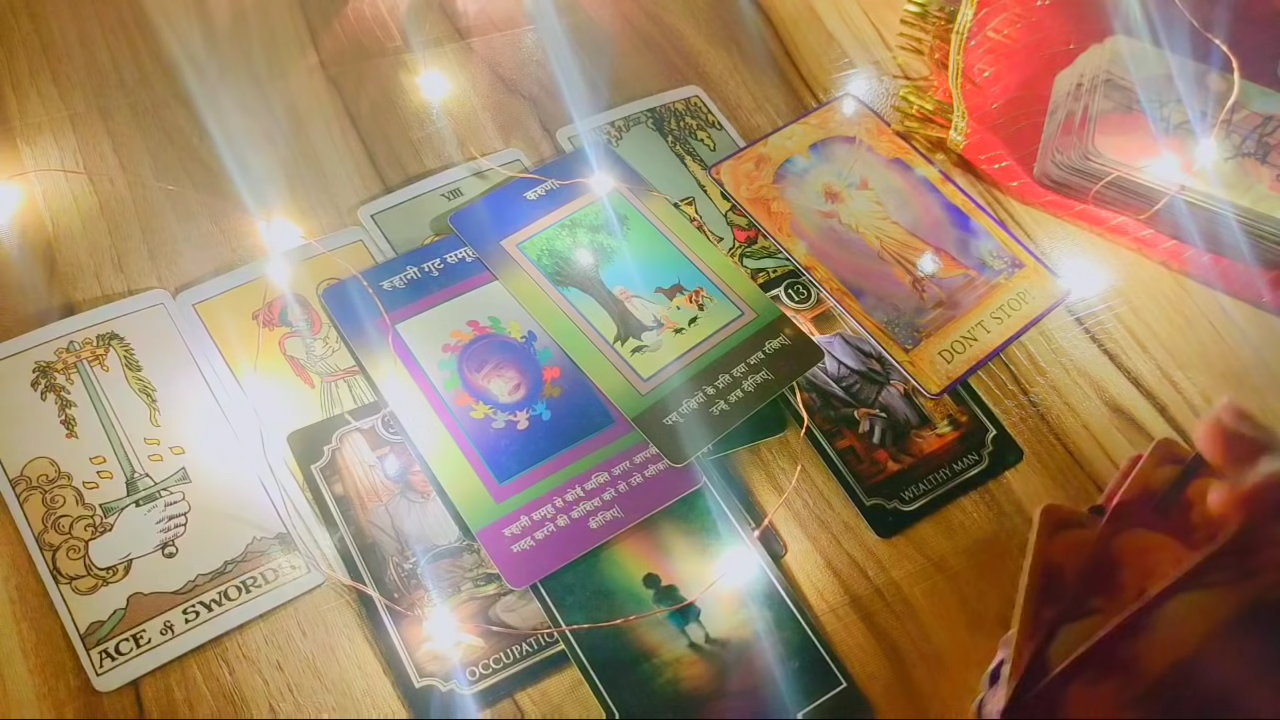 VIII
करुणा
रूहानी गुट समूह
13
DON'T STOP!
पशु पक्षियों के प्रति दया भाव रखिए|
उन्हे अन्न दीजिए|
WEALTHY MAN
रूहानी समूह से कोई व्यक्ति अगर आपकी
मदद करने की कोशिश करे तो उसे स्वीकार
कीजिए|
ACE of SWORDS
OCCUPATIO